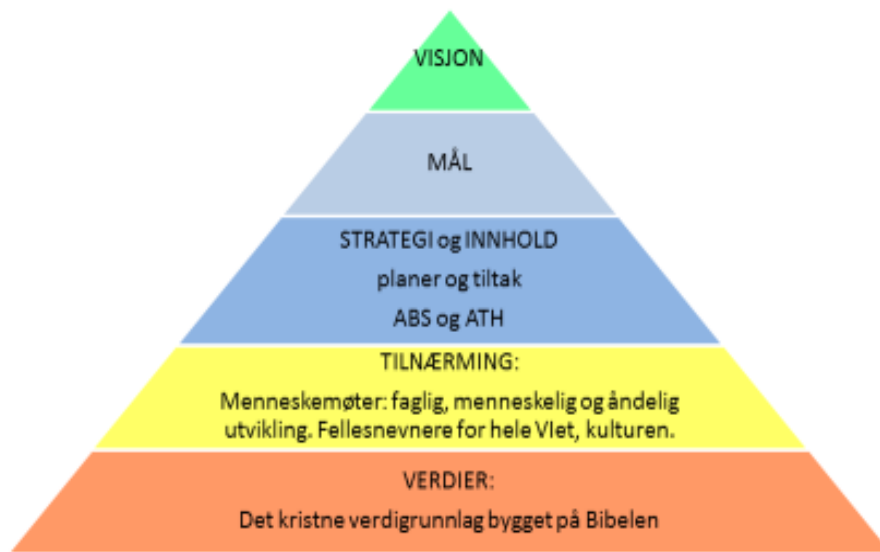 VISJON
MÅL
STRATEGI og INNHOLD
planer og tiltak
ABS og ATH
TILNÆRMING:
Menneskemøter: faglig, menneskelig og åndelig
utvikling. Fellesnevnere for hele VIet, kulturen.
VERDIER:
Det kristne verdigrunnlag bygget på Bibelen